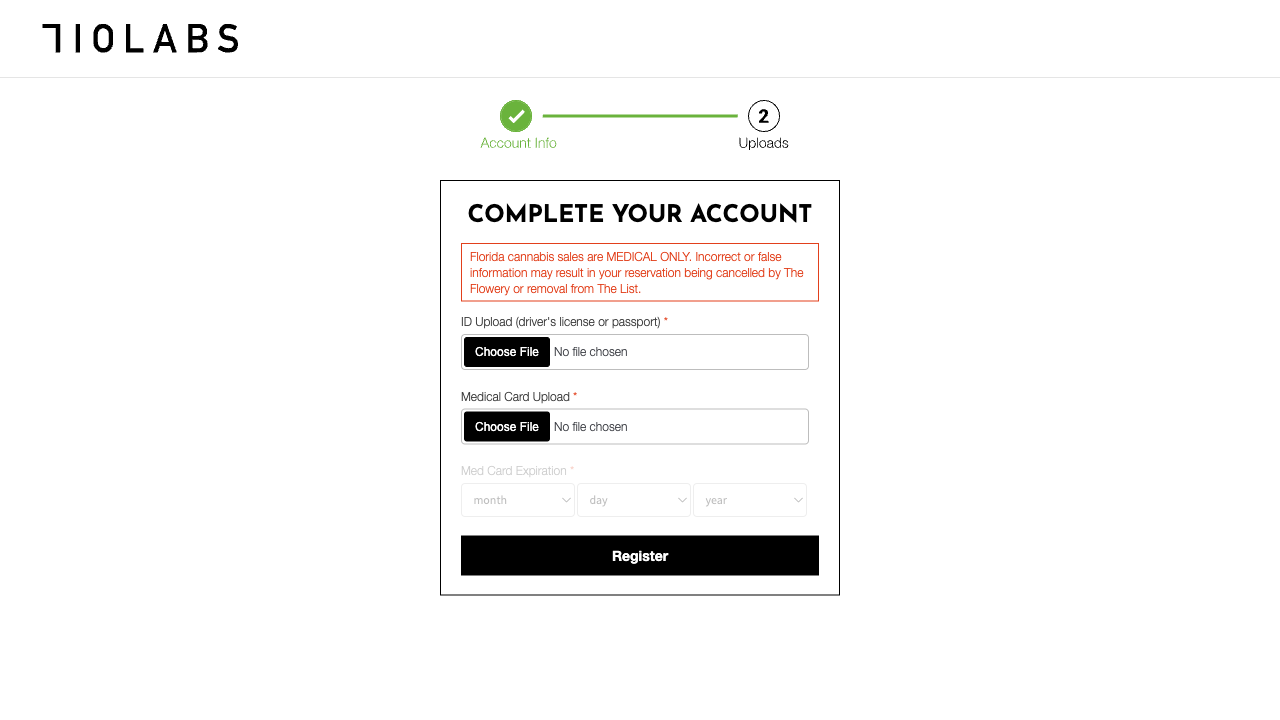 710LABS
2
Account Info
Uploads
COMPLETE YOUR ACCOUNT
Florida cannabis sales are MEDICAL ONLY. Incorrect or false
information may result in your reservation being cancelled by The
Flowery or removal from The List.
ID Upload (driver's license or passport) *
Choose File No file chosen
Medical Card Upload *
Choose File No file chosen
Med Card Expiration *
month day year
Register